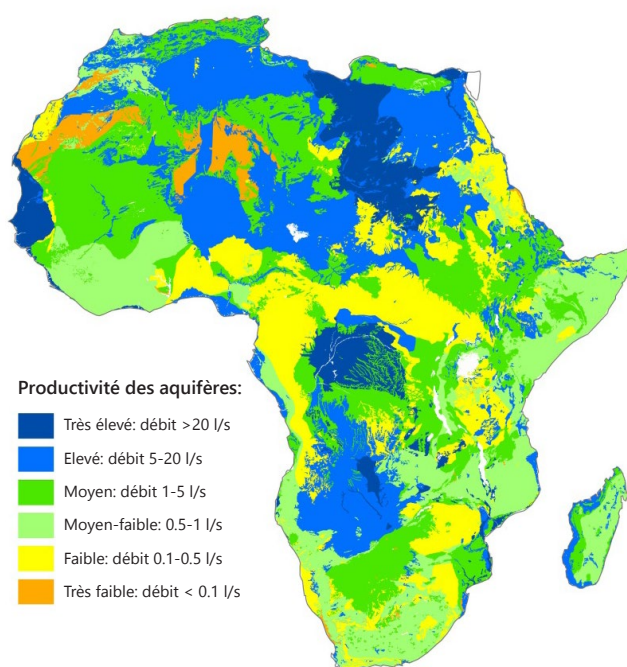 Productivité des aquifères:
Très élevé: débit >20 l/s
Elevé: débit 5-20 l/s
Moyen: débit 1-5 l/s
Moyen-faible: 0.5-1 l/s
Faible: débit 0.1-0.5 l/s
Très faible: débit < 0.1 l/s